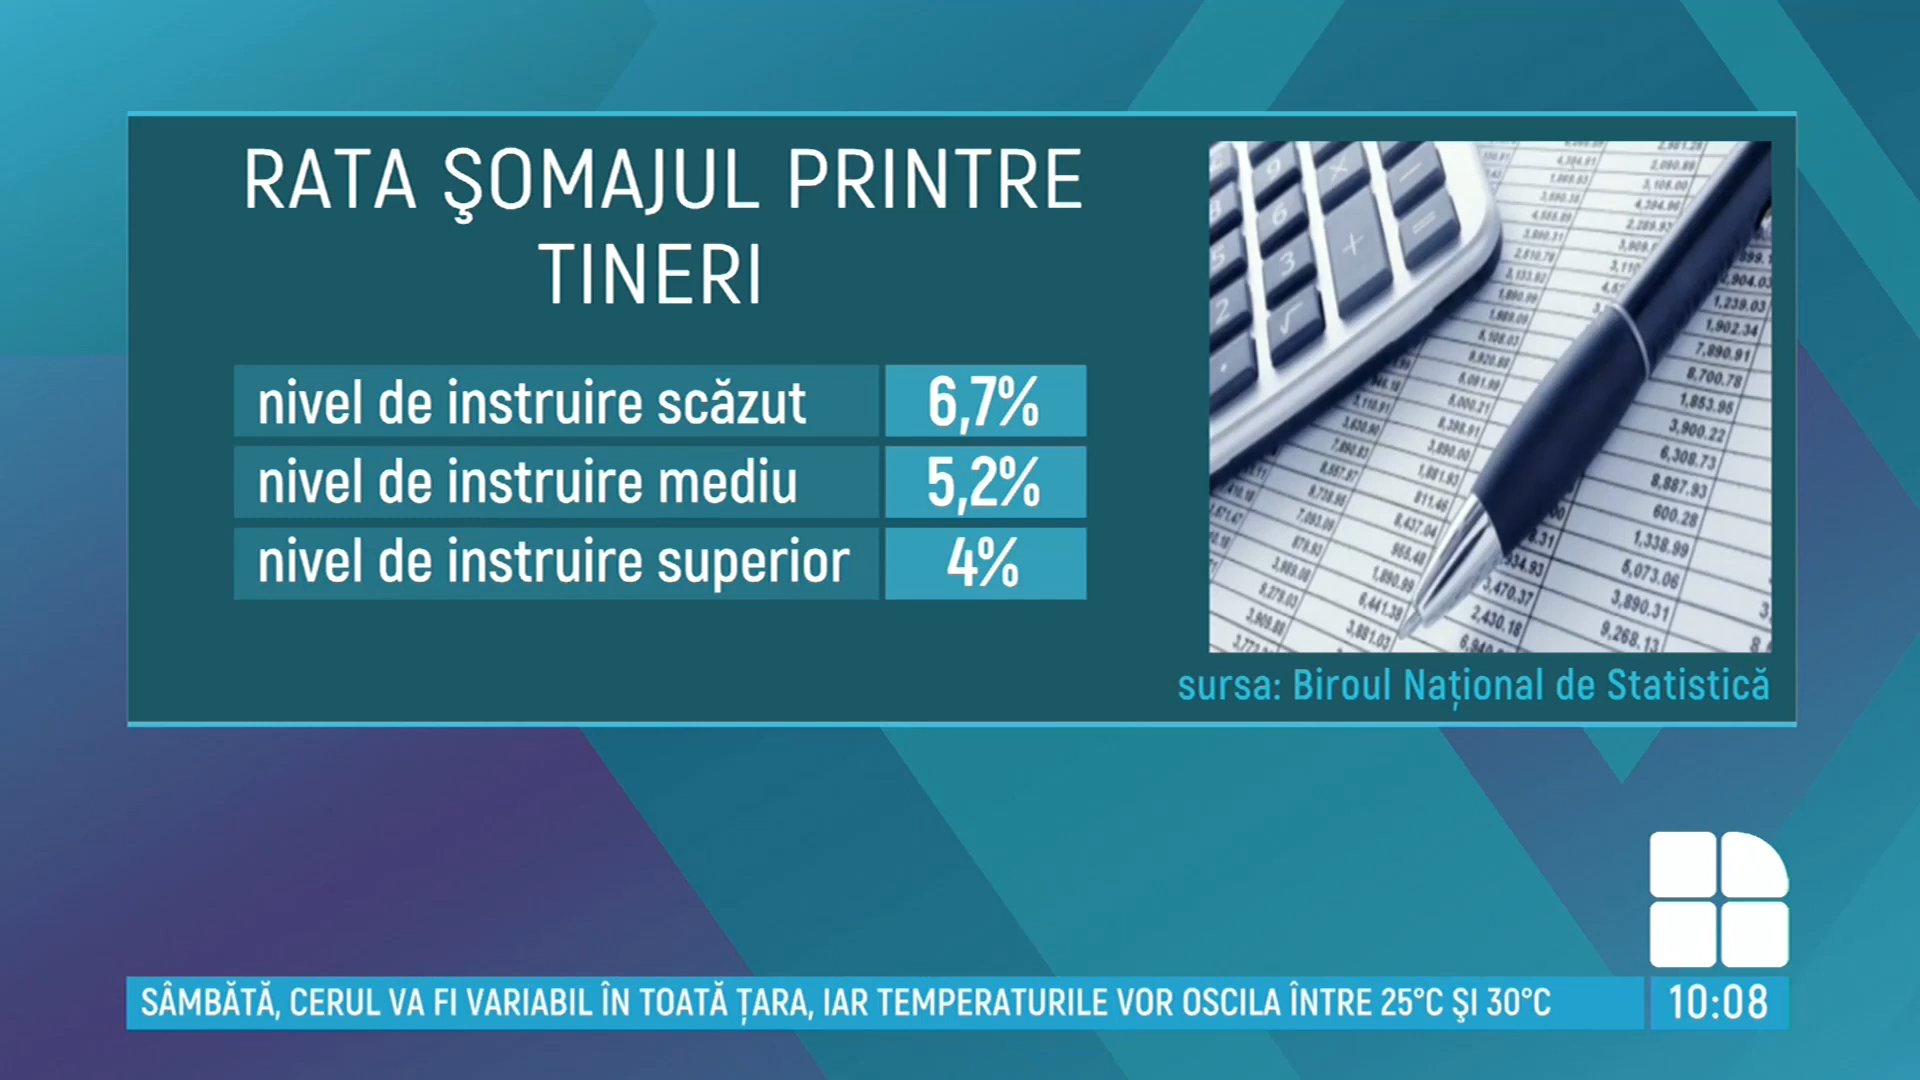 RATA ŞOMAJUL PRINTRE
TINERI
nivel de instruire scăzut 6,7%
nivel de instruire mediu 5,2%
nivel de instruire superior 4%
sursa: Biroul Național de Statistică
SÂMBĂTĂ, CERUL VA FI VARIABIL ÎN TOATĂ ȚARA, IAR TEMPERATURILE VOR OSCILA ÎNTRE 25°C ŞI 30°C
10:08